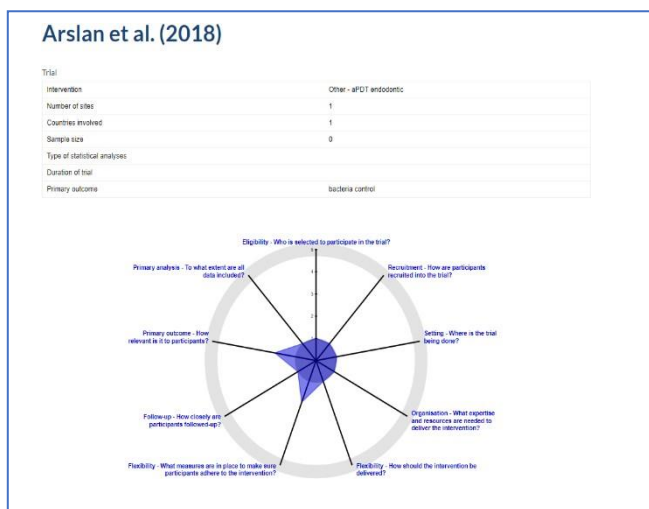 Arslan et al. (2018)
Trial
Intervention Other - aPDT endodontic
Number of sites 1
Countries involved 1
Sample size 0
Type of statistical analyses
Duration of trial
Primary outcome bacteria control
Eligibility - Who is selected to participate in the trial?
Primary analysis - To what extent are all
data included?
Recruitment - How are participants
recruited into the trial?
5
4
3
2
Primary outcome - How
relevant is it to participants?
Setting - Where is the trial
being done?
Follow-up - How closely are
participants followed-up?
Organisation - What expertise
and resources are needed to
deliver the intervention?
Flexibility - What measures are in place to make sure
participants adhere to the intervention?
Flexibility - How should the intervention be
delivered?